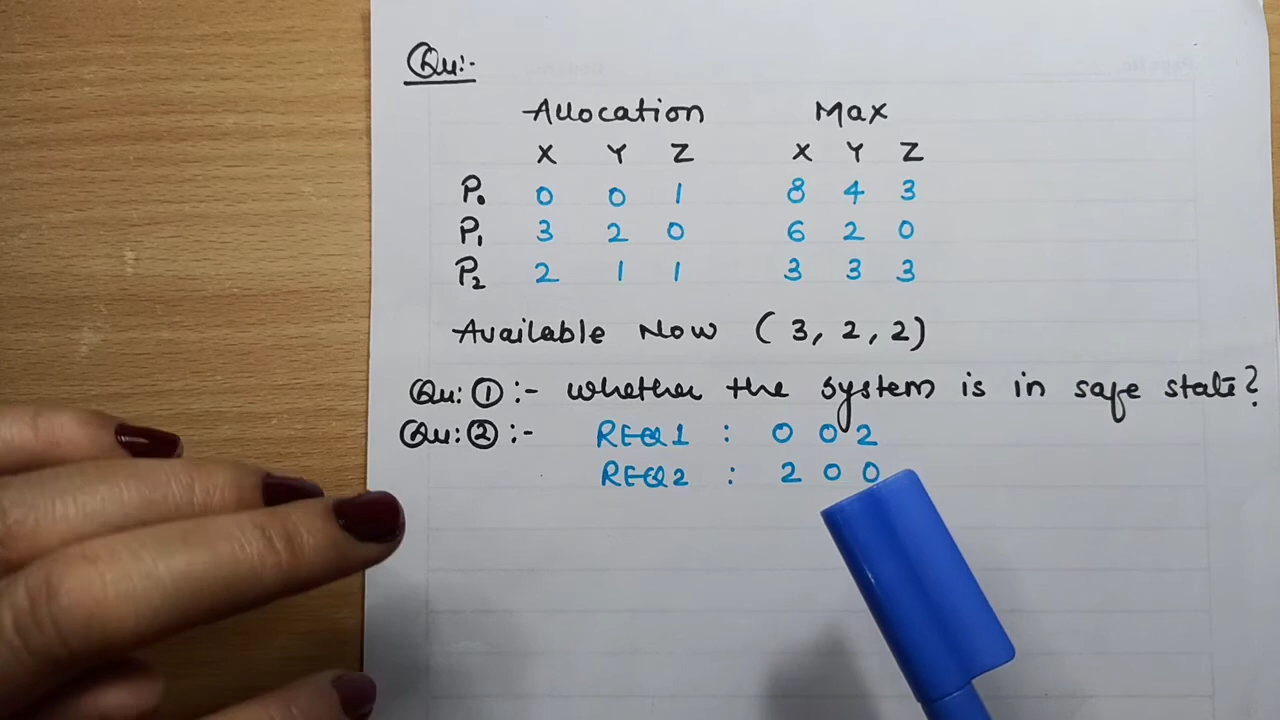 Qu:-
Allocation Max
X Y Z X Y Z
P0 0 0 1 8 4 3
P1 3 2 0 6 2 0
P2 2 1 1 3 3 3
Available Now (3, 2, 2)
Qu: ① :- whether the system is in safe state?
Qu: ② :- REQ1 : 0 0 2
REQ2 : 2 0 0